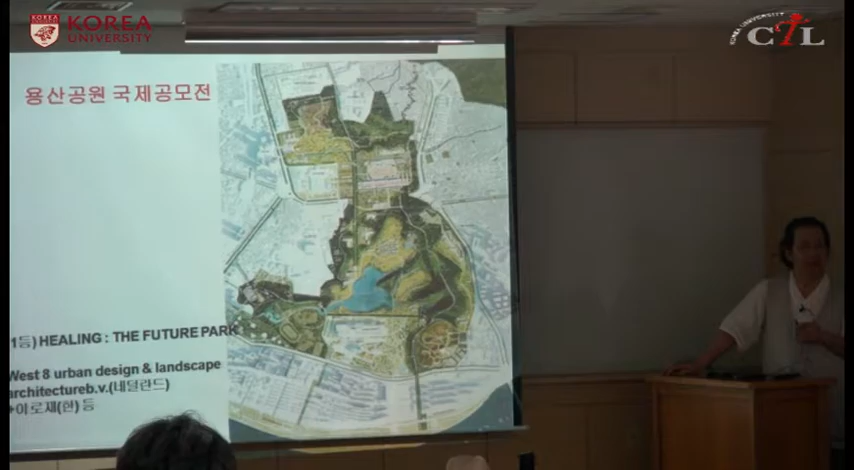 KOREA
UNIVERSITY
KOREA UNIVERSITY
CTL
용산공원 국제공모전
1등) HEALING : THE FUTURE PARK
West 8 urban design & landscape
architectureb.v.(네덜란드)
+이로재(한) 등